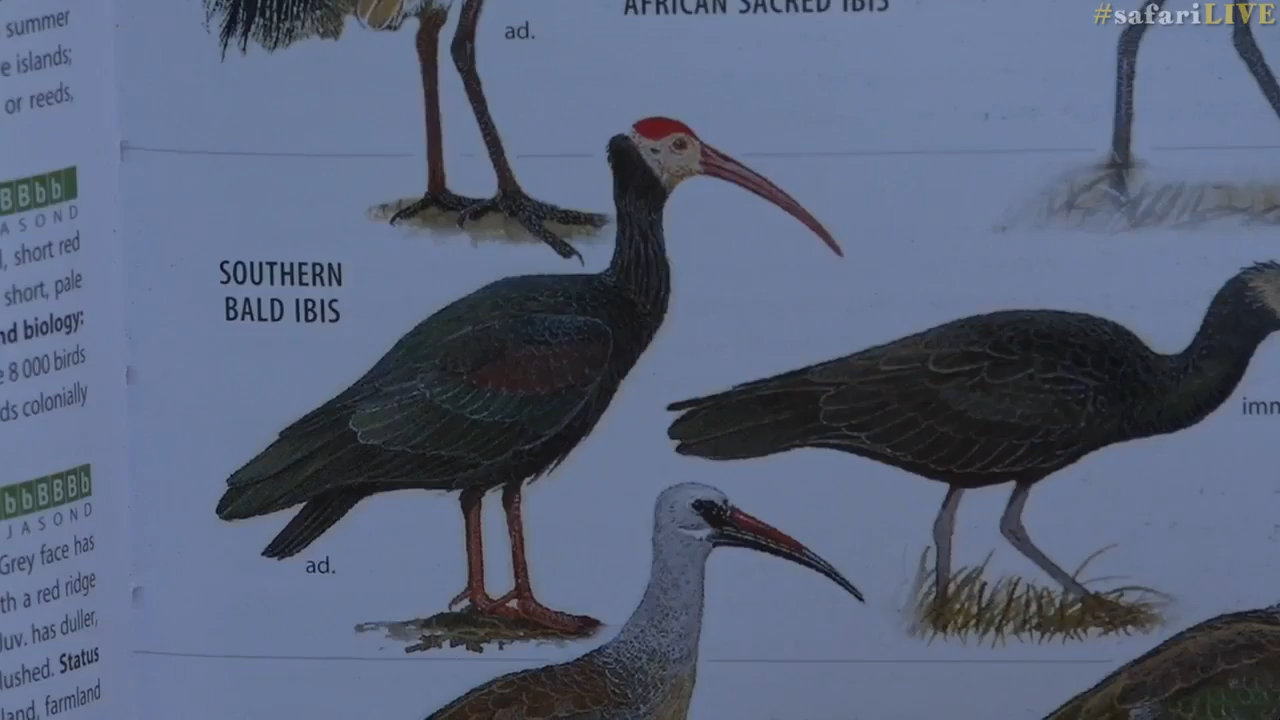 summer
e islands;
or reeds,
BBbb
ASOND
, short red
short, pale
nd biology:
e 8 000 birds
ds colonially
bbBBBb
JASOND
Grey face has
th a red ridge
Juv. has duller,
lushed. Status
land, farmland
ad.
AFRICAN SACRED IBIS
#safariLIVE
SOUTHERN
BALD IBIS
imm
ad.